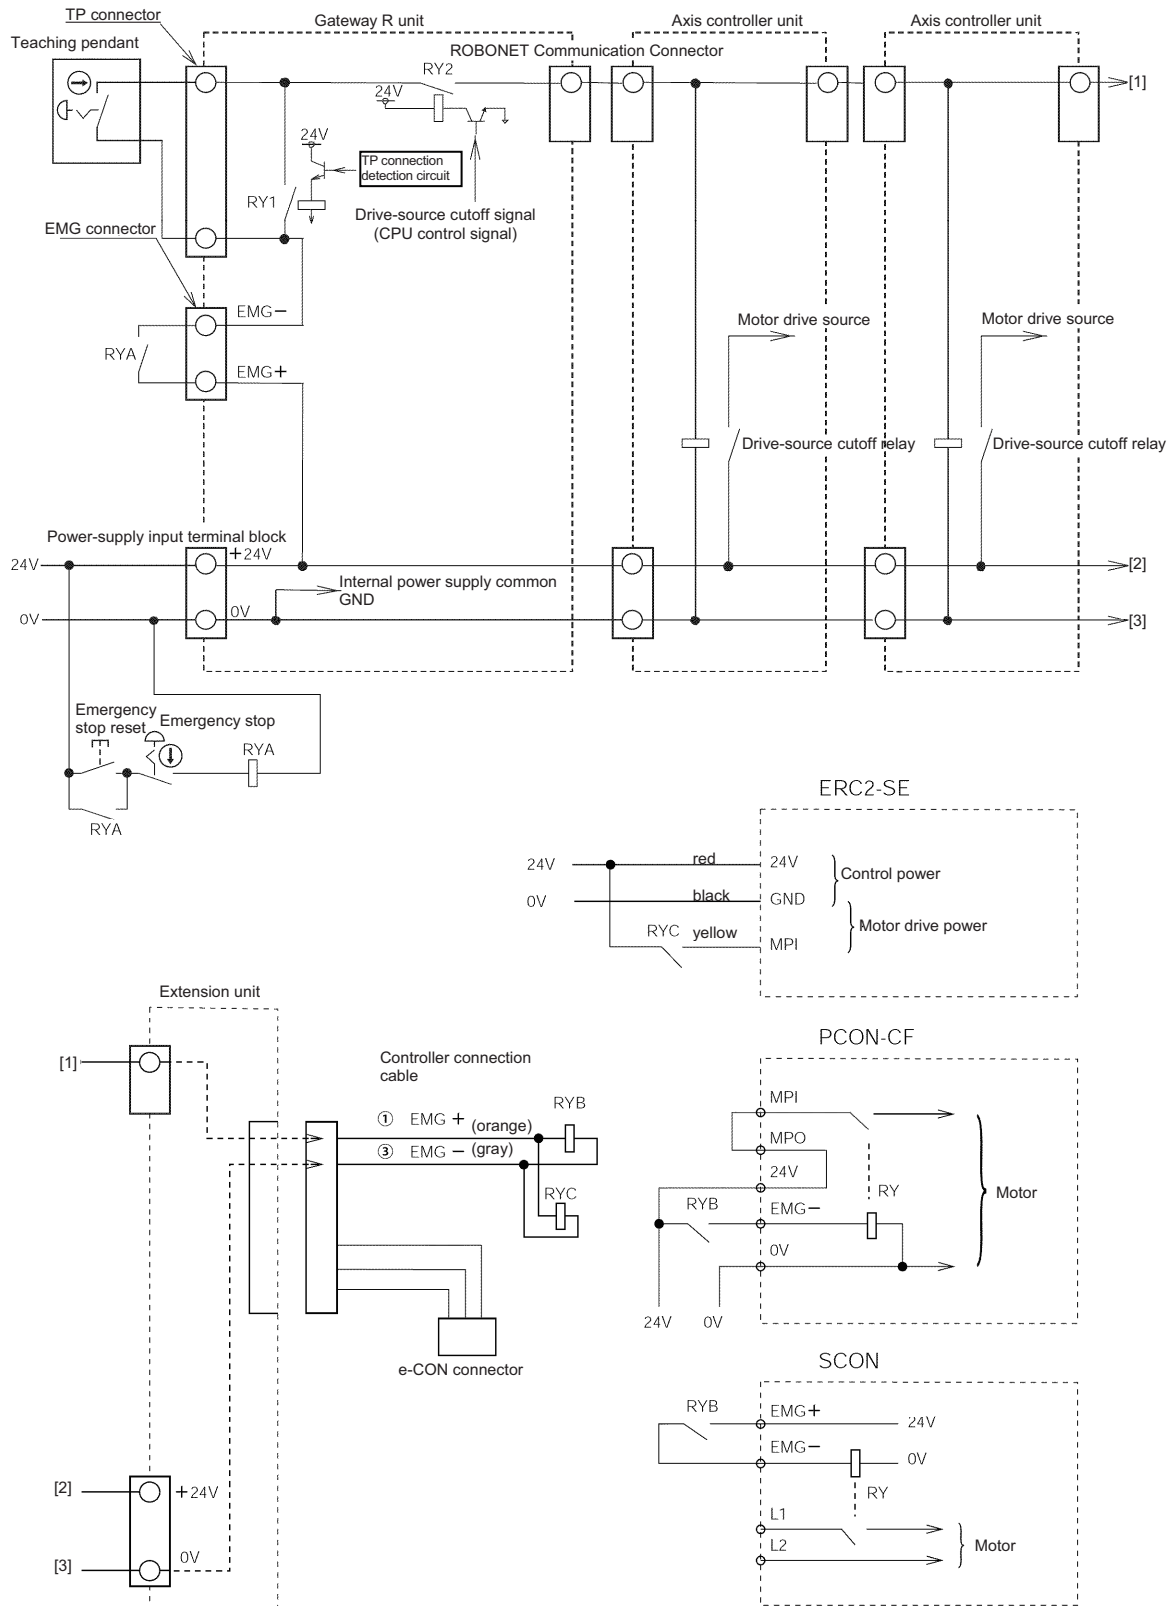 TP connector
Gateway R unit
Axis controller unit
Axis controller unit
Teaching pendant
ROBONET Communication Connector
RY2
24V
[1]
24V
TP connection
detection circuit
RY1
Drive-source cutoff signal
(CPU control signal)
EMG connector
EMG−
RYA
EMG+
Motor drive source
Motor drive source
Drive-source cutoff relay
Drive-source cutoff relay
Power-supply input terminal block
+24V
24V
[2]
Internal power supply common
GND
0V
0V
[3]
Emergency
stop reset
Emergency stop
RYA
RYA
ERC2-SE
24V
red
24V
Control power
0V
black
GND
Motor drive power
RYC
yellow
MPI
Extension unit
PCON-CF
[1]
Controller connection
cable
MPI
RYB
① EMG + (orange)
MPO
③ EMG − (gray)
24V
RYC
RYB
RY
Motor
EMG−
0V
24V
0V
e-CON connector
SCON
RYB
EMG+
24V
EMG−
0V
[2]
+24V
RY
L1
Motor
L2
0V
[3]